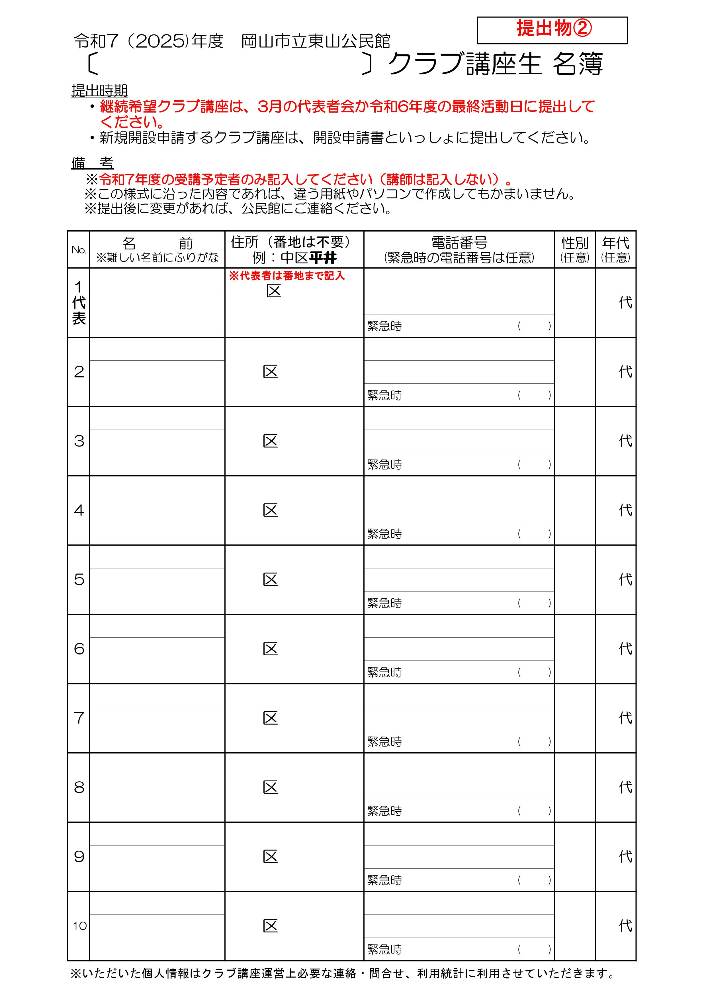 提出物②
令和7（2025)年度　岡山市立東山公民館
〔　　　　　　　　　　〕クラブ講座生 名簿
提出時期
・継続希望クラブ講座は、3月の代表者会か令和6年度の最終活動日に提出して
ください。
・新規開設申請するクラブ講座は、開設申請書といっしょに提出してください。
備　考
※令和7年度の受講予定者のみ記入してください（講師は記入しない）。
※この様式に沿った内容であれば、違う用紙やパソコンで作成してもかまいません。
※提出後に変更があれば、公民館にご連絡ください。
No.
名　　　前
※難しい名前にふりがな
住所（番地は不要）
例：中区平井
電話番号
(緊急時の電話番号は任意)
性別
(任意)
年代
(任意)
1
代
表
※代表者は番地まで記入
区
緊急時　　　　(　　)
代
2
区
緊急時　　　　(　　)
代
3
区
緊急時　　　　(　　)
代
4
区
緊急時　　　　(　　)
代
5
区
緊急時　　　　(　　)
代
6
区
緊急時　　　　(　　)
代
7
区
緊急時　　　　(　　)
代
8
区
緊急時　　　　(　　)
代
9
区
緊急時　　　　(　　)
代
10
区
緊急時　　　　(　　)
代
※いただいた個人情報はクラブ講座運営上必要な連絡・問合せ、利用統計に利用させていただきます。